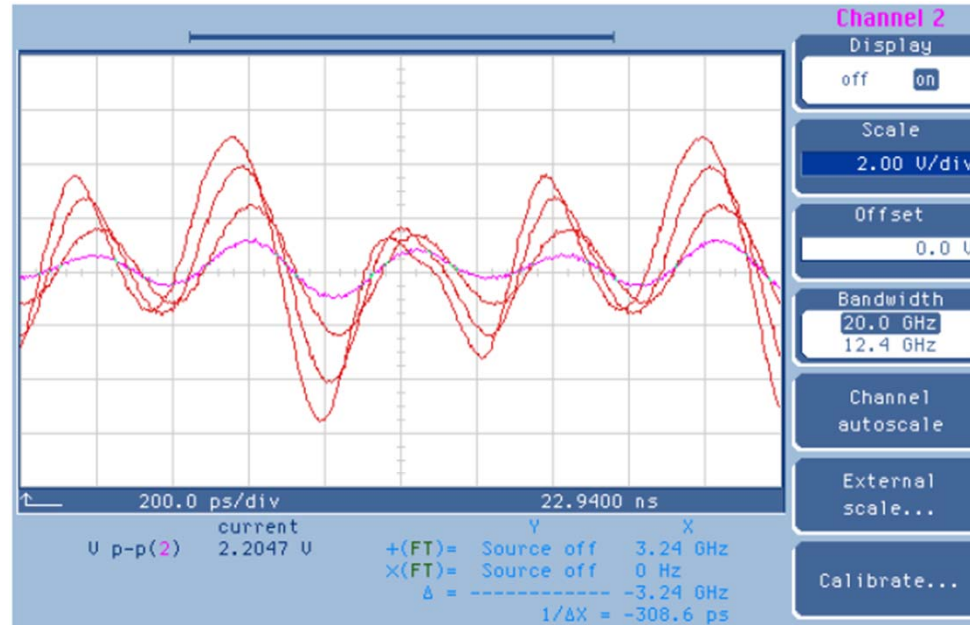 Channel 2
Display
off on
Scale
2.00 V/div
Offset
0.0 V
Bandwidth
20.0 GHz
12.4 GHz
Channel
autoscale
External
scale...
Calibrate...
200.0 ps/div 22.9400 ns
current Y X
V p-p(2) 2.2047 V +(FT)= Source off 3.24 GHz
×(FT)= Source off 0 Hz
Δ = ------------ -3.24 GHz
1/ΔX = -308.6 ps